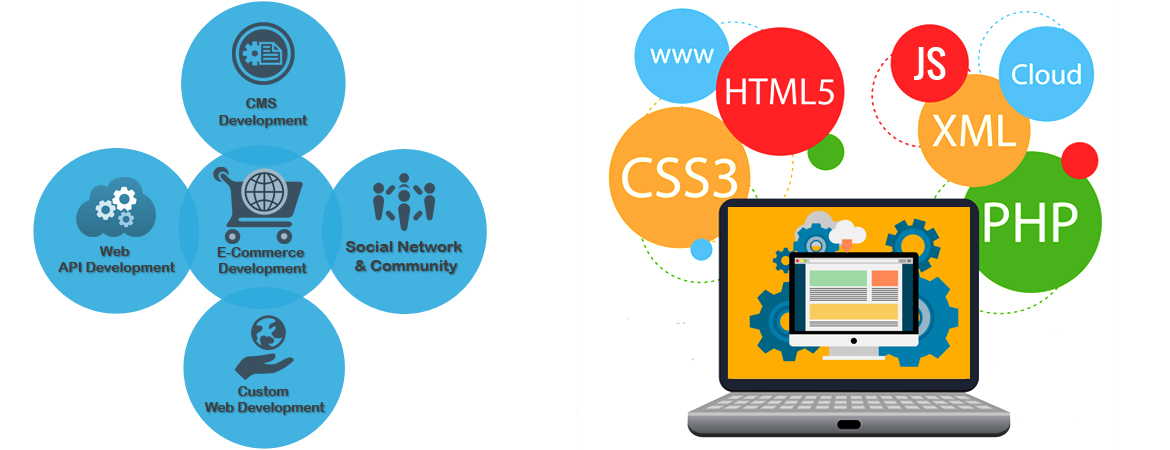 CMS
Development
Web
API Development
E-Commerce
Development
Social Network
& Community
Custom
Web Development
www
HTML5
CSS3
JS
Cloud
XML
PHP